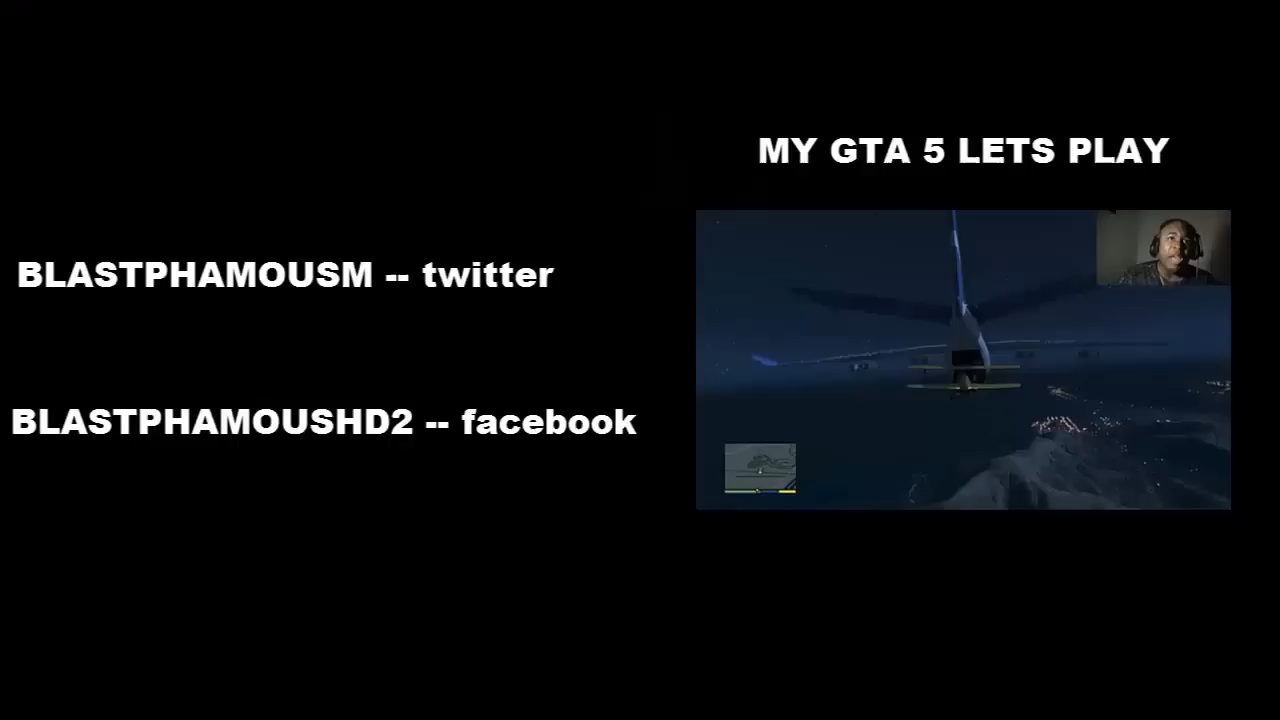 MY GTA 5 LETS PLAY
BLASTPHAMOUSM -- twitter
BLASTPHAMOUSHD2 -- facebook